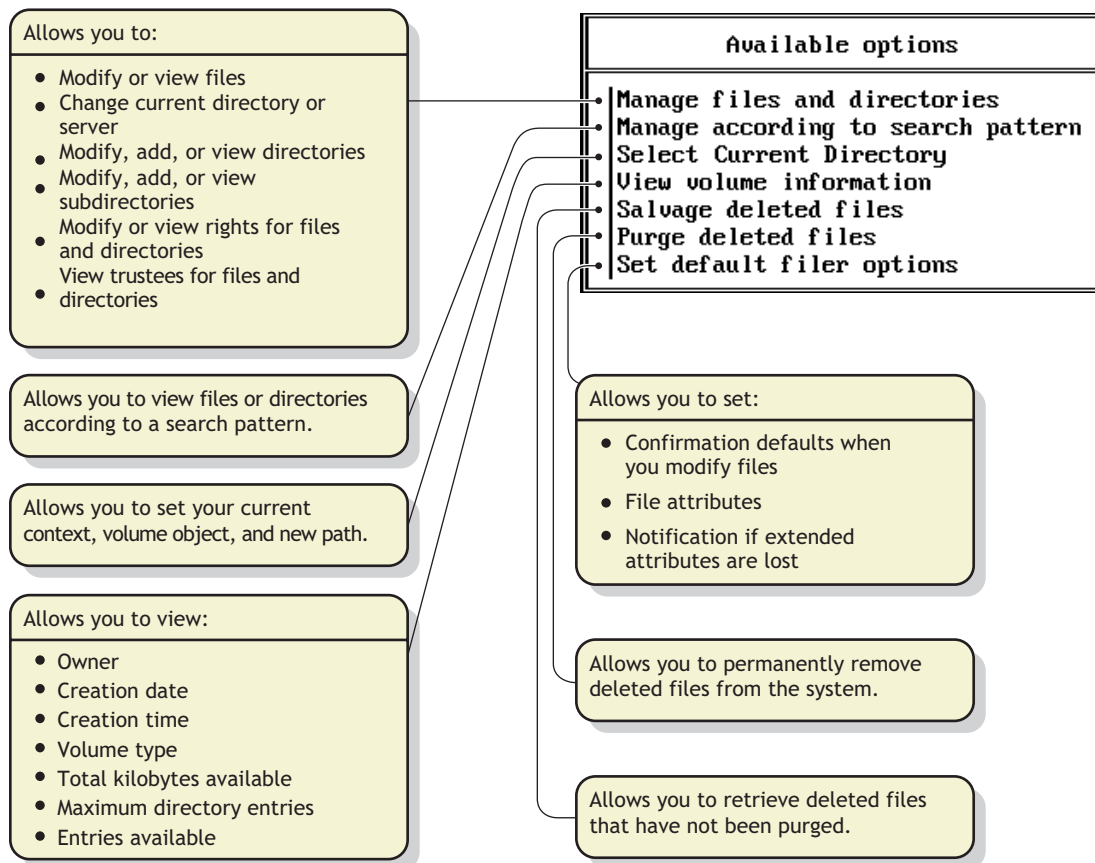 Allows you to:
• Modify or view files
• Change current directory or
server
• Modify, add, or view directories
• Modify, add, or view
subdirectories
• Modify or view rights for files
and directories
• View trustees for files and
directories
Allows you to view files or directories
according to a search pattern.
Allows you to set your current
context, volume object, and new path.
Allows you to view:
• Owner
• Creation date
• Creation time
• Volume type
• Total kilobytes available
• Maximum directory entries
• Entries available
Available options
Manage files and directories
Manage according to search pattern
Select Current Directory
View volume information
Salvage deleted files
Purge deleted files
Set default filer options
Allows you to set:
• Confirmation defaults when
you modify files
• File attributes
• Notification if extended
attributes are lost
Allows you to permanently remove
deleted files from the system.
Allows you to retrieve deleted files
that have not been purged.